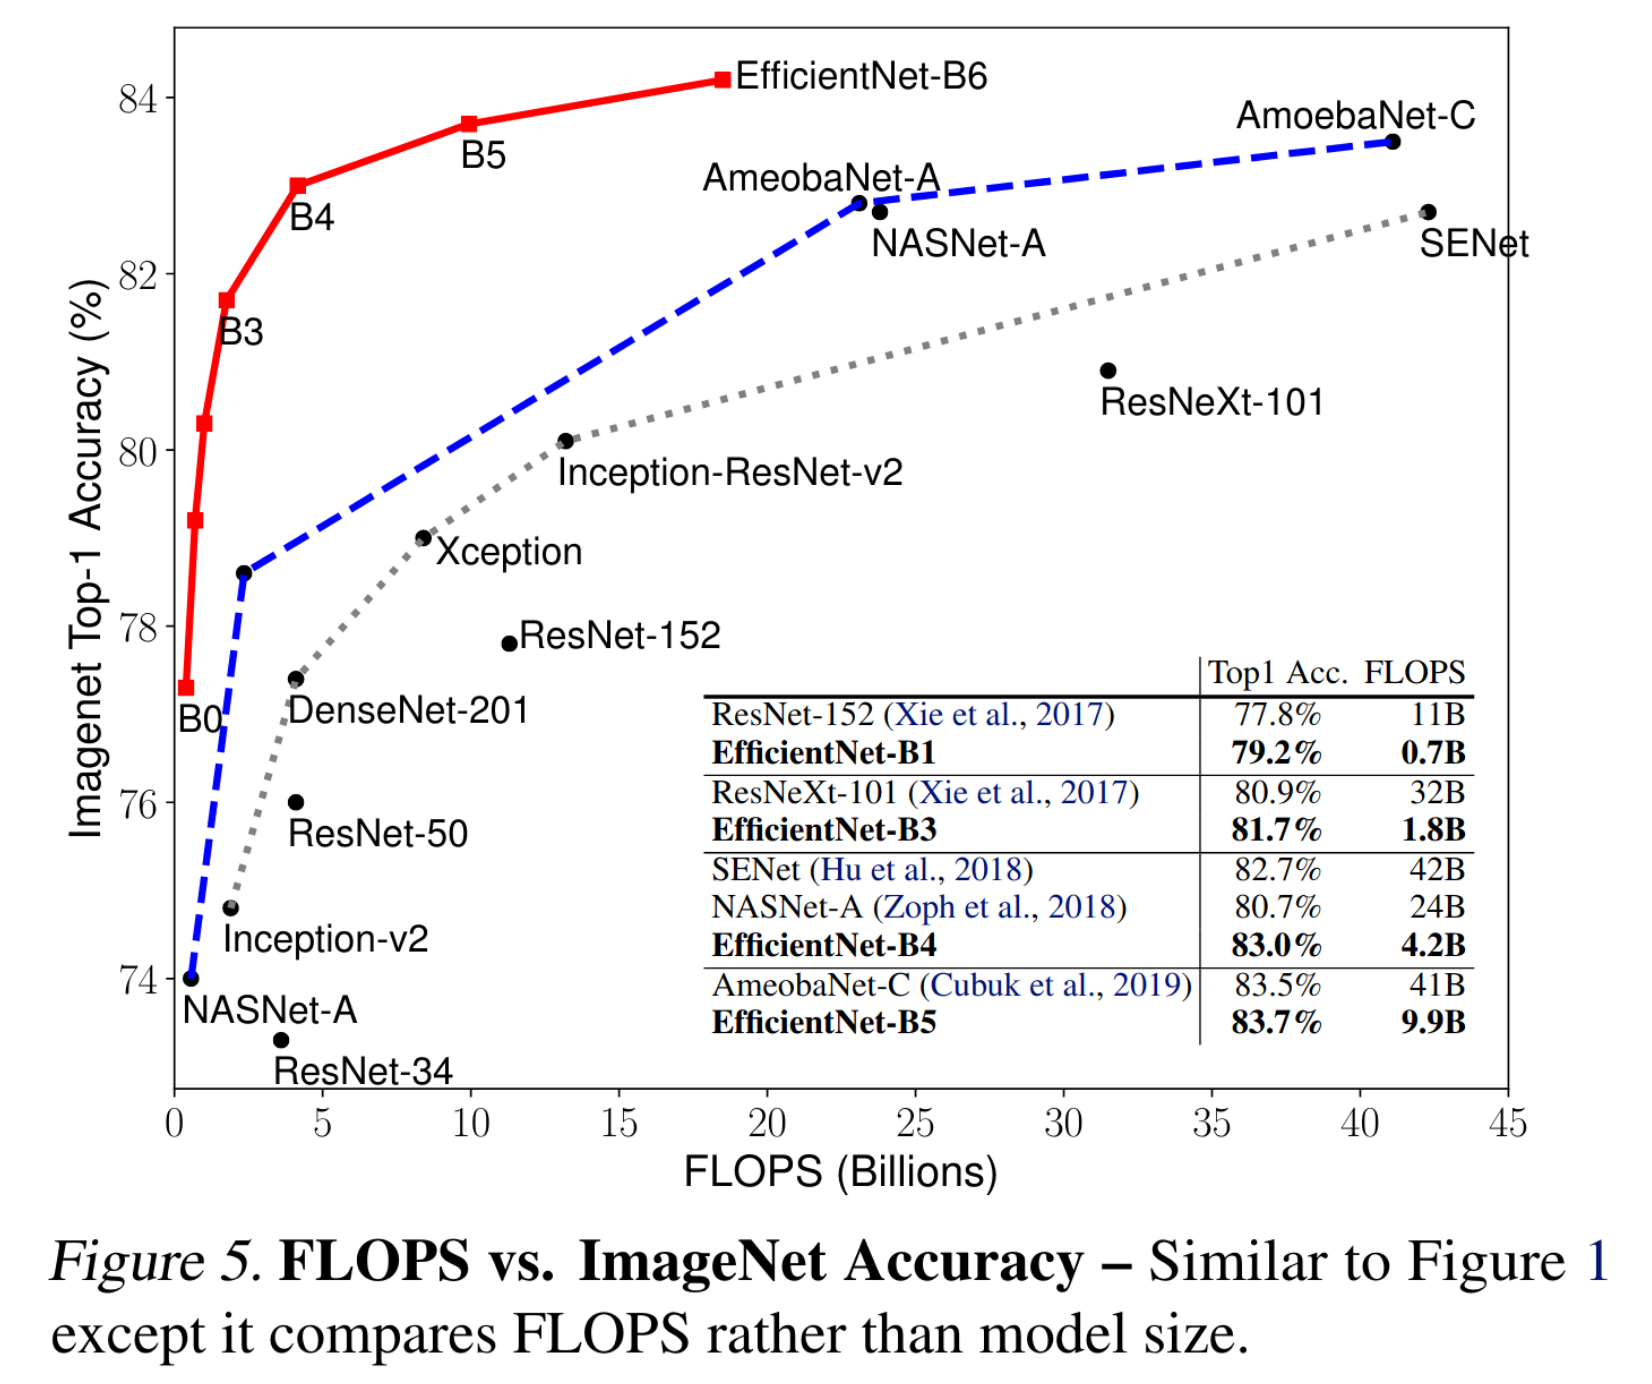 84
82
80
78
76
74
Imagenet Top-1 Accuracy (%)
EfficientNet-B6
AmoebaNet-C
B5
AmeobaNet-A
B4
NASNet-A
SENet
B3
ResNeXt-101
Inception-ResNet-v2
Xception
ResNet-152
DenseNet-201
B0
ResNet-50
Inception-v2
NASNet-A
ResNet-34
Top1 Acc. FLOPS
ResNet-152 (Xie et al., 2017) 77.8% 11B
EfficientNet-B1 79.2% 0.7B
ResNeXt-101 (Xie et al., 2017) 80.9% 32B
EfficientNet-B3 81.7% 1.8B
SENet (Hu et al., 2018) 82.7% 42B
NASNet-A (Zoph et al., 2018) 80.7% 24B
EfficientNet-B4 83.0% 4.2B
AmeobaNet-C (Cubuk et al., 2019) 83.5% 41B
EfficientNet-B5 83.7% 9.9B
0 5 10 15 20 25 30 35 40 45
FLOPS (Billions)
Figure 5. FLOPS vs. ImageNet Accuracy – Similar to Figure 1
except it compares FLOPS rather than model size.